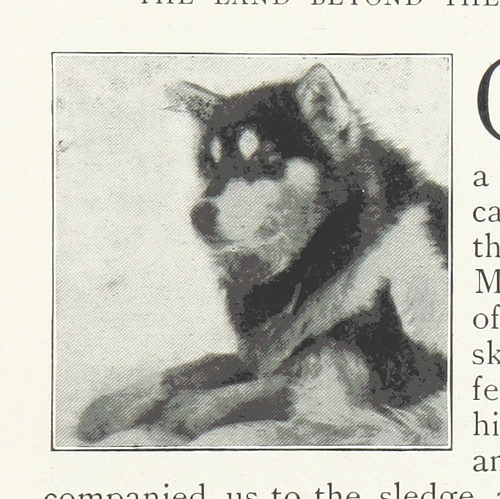 THE LAND BEYOND THE
C
a
ca
th
M
of
sk
fe
hi
an
companied us to the sledge